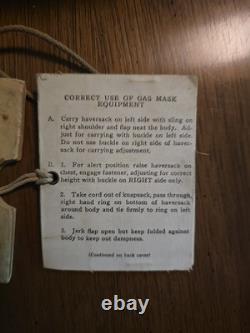 CORRECT USE OF GAS MASK
EQUIPMENT
A. Carry haversack on left side with sling on
right shoulder and flap next the body. Ad-
just for carrying with buckle on left side.
Do not use buckle on right side of haver-
sack for carrying adjustment.
B. 1. For alert position raise haversack on
chest, engage fastener, adjusting for correct
height with buckle on RIGHT side only.
2. Take cord out of knapsack, pass through
right hand ring on bottom of haversack
around body and tie firmly to ring on left
side.
3. Jerk flap open but keep folded against
body to keep out dampness.
(Continued on back cover)